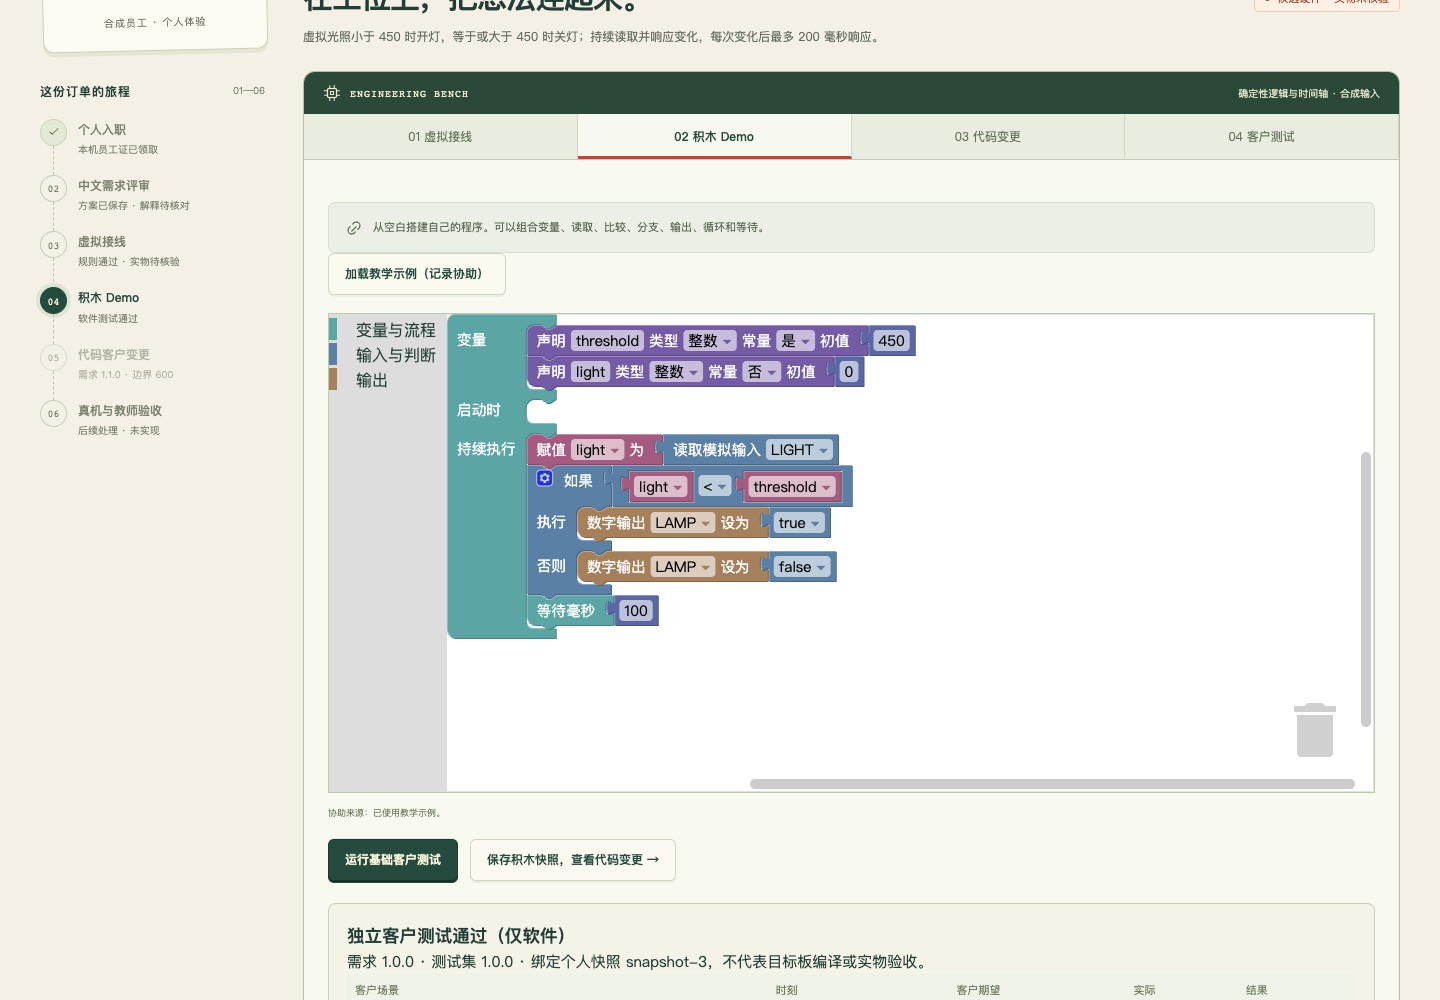 合成员工 · 个人体验
在工位上，把想法连起来。
虚拟光照小于 450 时开灯，等于或大于 450 时关灯；持续读取并响应变化，每次变化后最多 200 毫秒响应。
这份订单的旅程
01—06
个人入职
本机员工证已领取
02
中文需求评审
方案已保存 · 解释待核对
03
虚拟接线
规则通过 · 实物待核验
04
积木 Demo
软件测试通过
05
代码客户变更
需求 1.1.0 · 边界 600
06
真机与教师验收
后续处理 · 未实现
ENGINEERING BENCH
确定性逻辑与时间轴 · 合成输入
01 虚拟接线
02 积木 Demo
03 代码变更
04 客户测试
从空白搭建自己的程序。可以组合变量、读取、比较、分支、输出、循环和等待。
加载教学示例（记录协助）
变量与流程
输入与判断
输出
变量
声明 threshold 类型 整数 常量 是 初值 450
声明 light 类型 整数 常量 否 初值 0
启动时
持续执行
赋值 light 为 读取模拟输入 LIGHT
如果 light < threshold
执行 数字输出 LAMP 设为 true
否则 数字输出 LAMP 设为 false
等待毫秒 100
协助来源：已使用教学示例。
运行基础客户测试
保存积木快照，查看代码变更 →
独立客户测试通过（仅软件）
需求 1.0.0 · 测试集 1.0.0 · 绑定个人快照 snapshot-3，不代表目标板编译或实物验收。
客户场景
时刻
客户期望
实际
结果